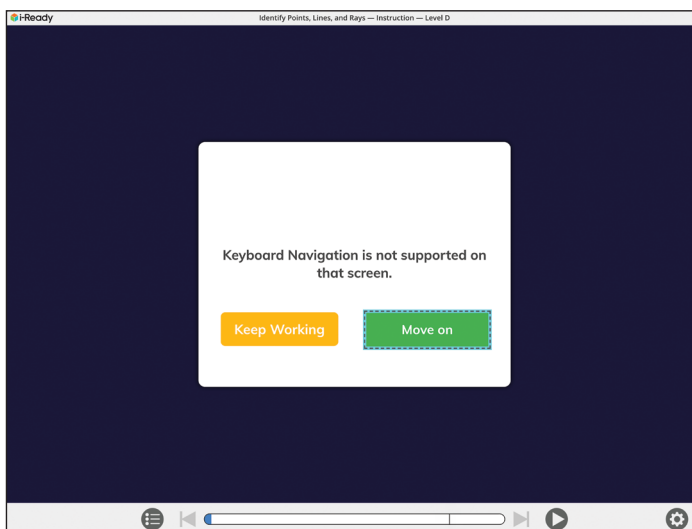 i-Ready
Identify Points, Lines, and Rays — Instruction — Level D
Keyboard Navigation is not supported on
that screen.
Keep Working
Move on